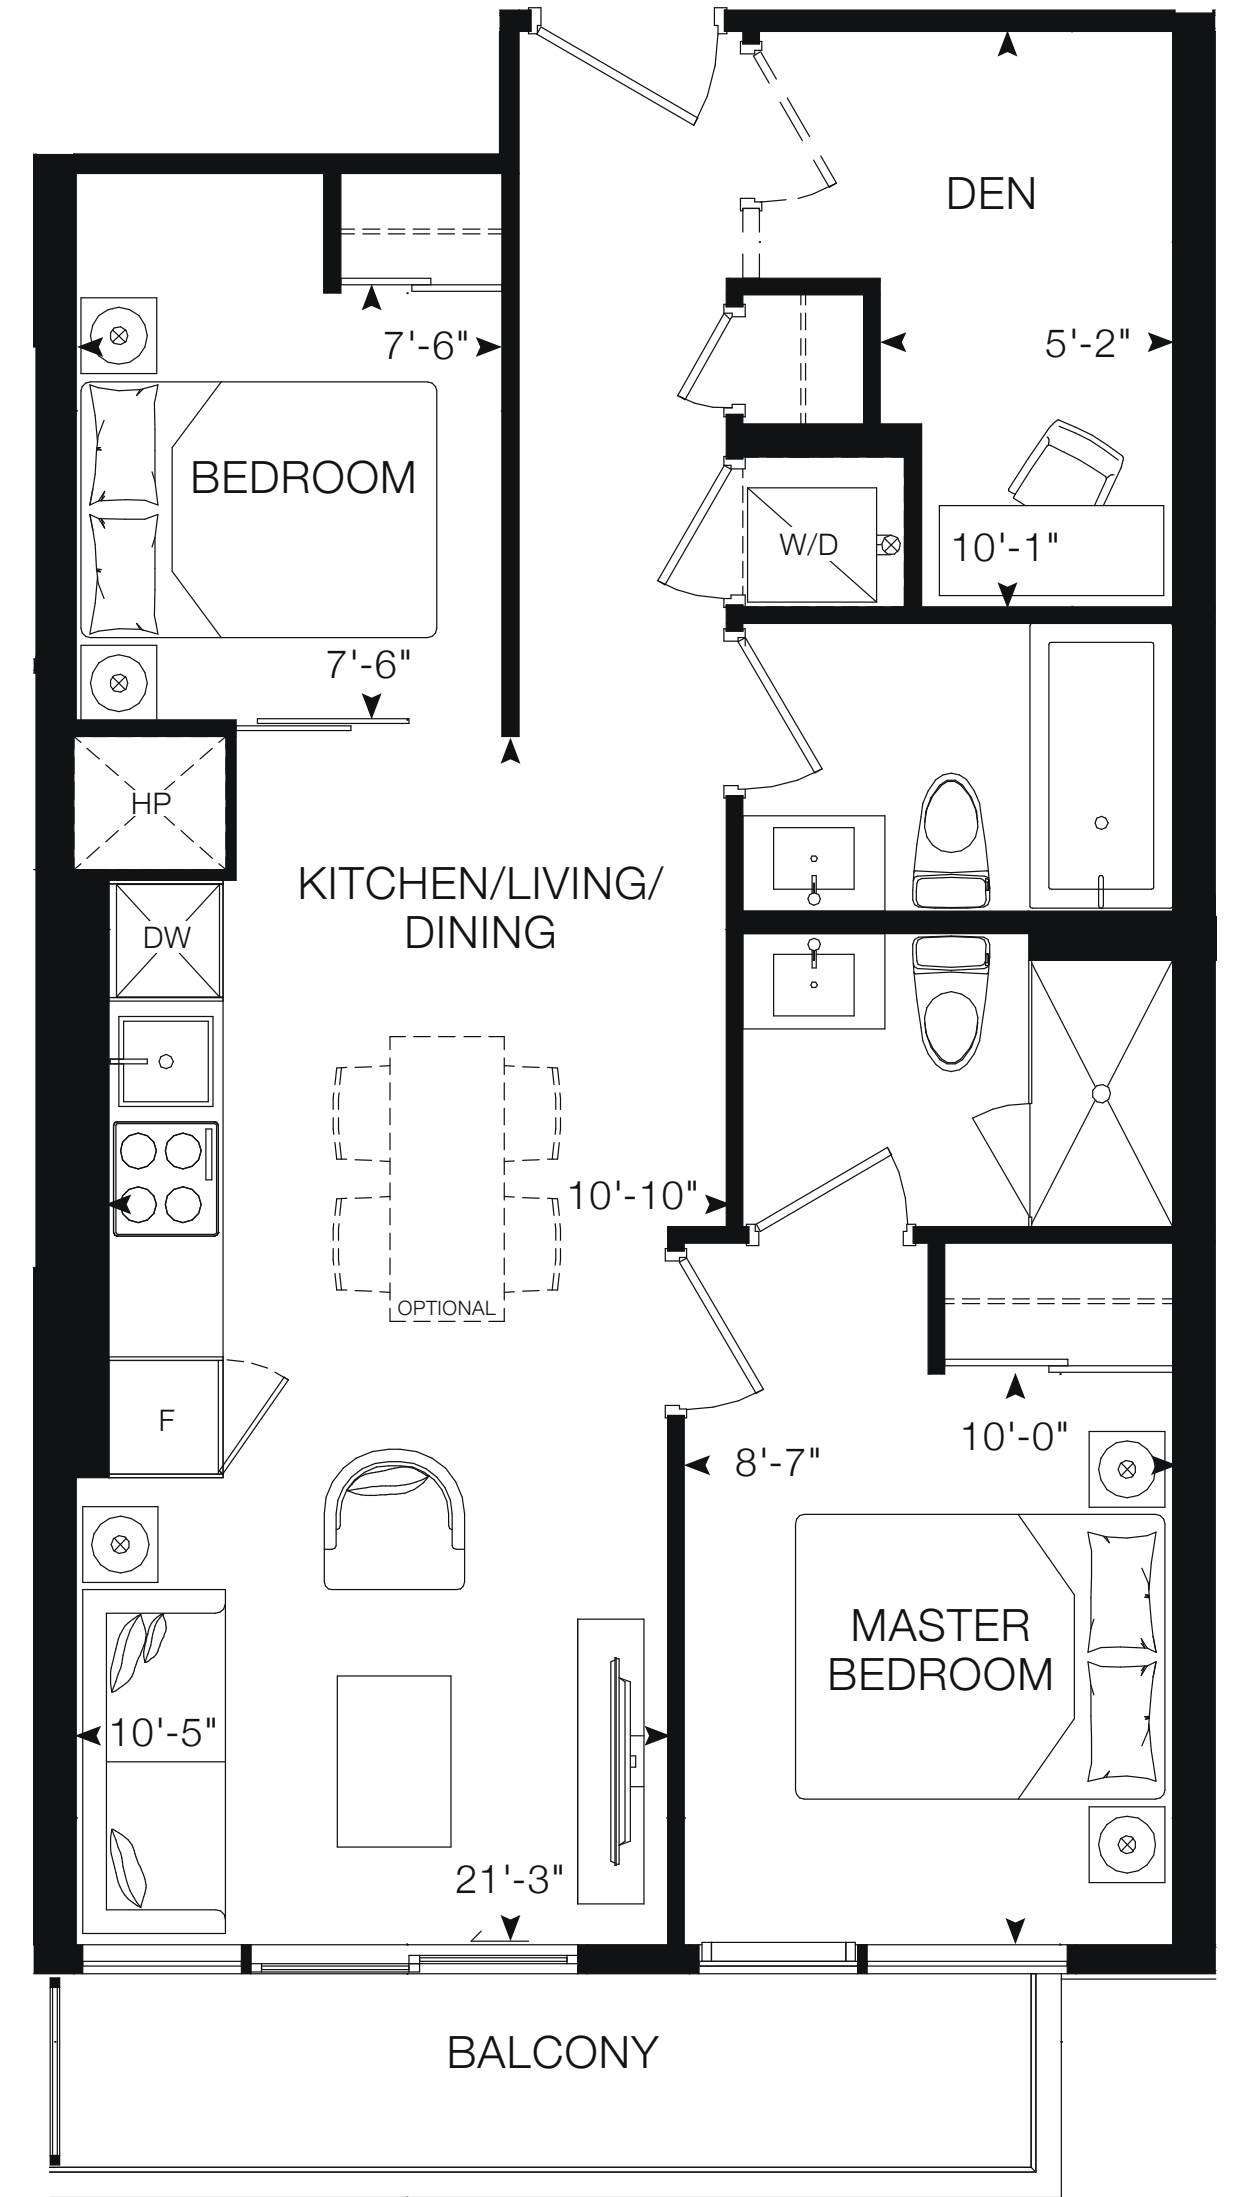 DEN
7'-6"
5'-2"
BEDROOM
W/D
10'-1"
7'-6"
HP
KITCHEN/LIVING/
DINING
DW
10'-10"
OPTIONAL
F
10'-0"
8'-7"
MASTER
BEDROOM
10'-5"
21'-3"
BALCONY